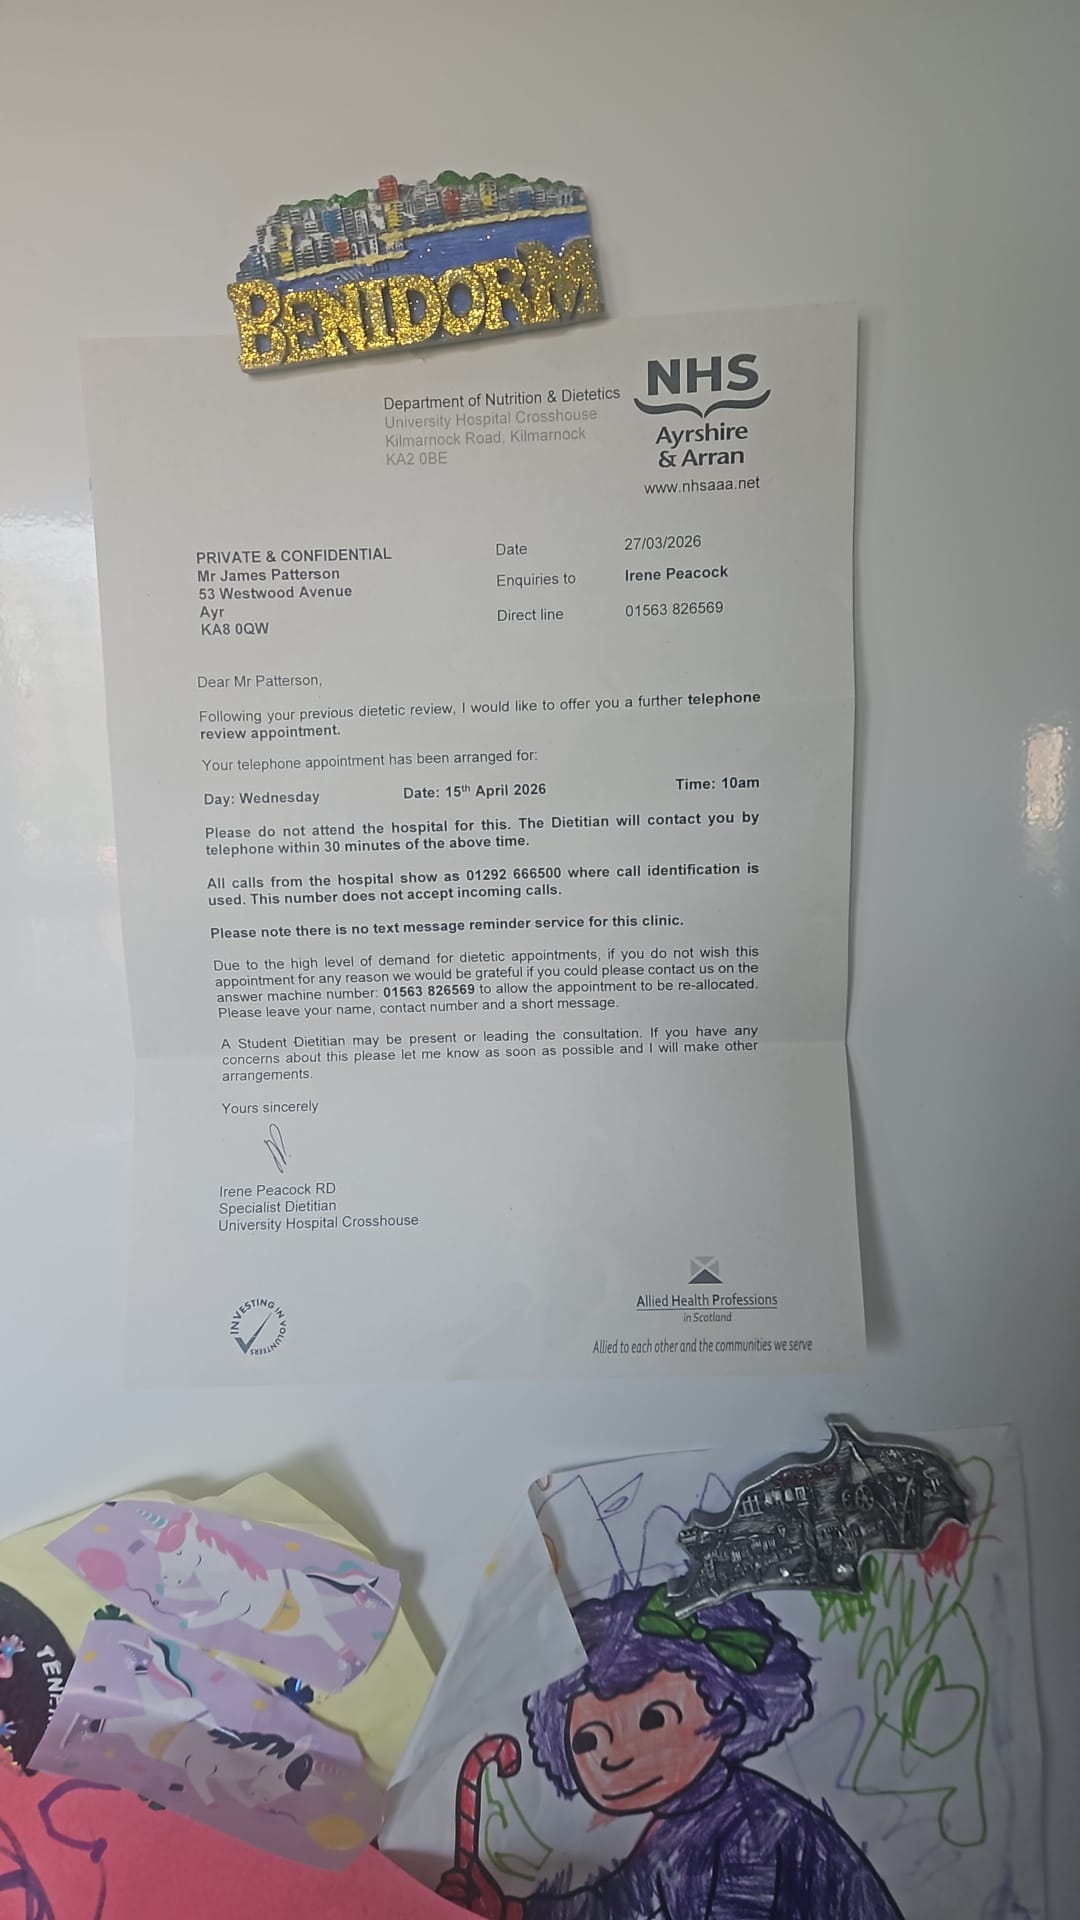 BENIDORM
Department of Nutrition & Dietetics
University Hospital Crosshouse
Kilmarnock Road, Kilmarnock
KA2 0BE
NHS
Ayrshire
& Arran
www.nhsaaa.net
PRIVATE & CONFIDENTIAL
Mr James Patterson
53 Westwood Avenue
Ayr
KA8 0QW
Date 27/03/2026
Enquiries to Irene Peacock
Direct line 01563 826569
Dear Mr Patterson,
Following your previous dietetic review, I would like to offer you a further telephone
review appointment.
Your telephone appointment has been arranged for:
Day: Wednesday Date: 15th April 2026 Time: 10am
Please do not attend the hospital for this. The Dietitian will contact you by
telephone within 30 minutes of the above time.
All calls from the hospital show as 01292 666500 where call identification is
used. This number does not accept incoming calls.
Please note there is no text message reminder service for this clinic.
Due to the high level of demand for dietetic appointments, if you do not wish this
appointment for any reason we would be grateful if you could please contact us on the
answer machine number: 01563 826569 to allow the appointment to be re-allocated.
Please leave your name, contact number and a short message.
A Student Dietitian may be present or leading the consultation. If you have any
concerns about this please let me know as soon as possible and I will make other
arrangements.
Yours sincerely
Irene Peacock RD
Specialist Dietitian
University Hospital Crosshouse
INVESTING IN VOLUNTEERS
Allied Health Professions
in Scotland
Allied to each other and the communities we serve